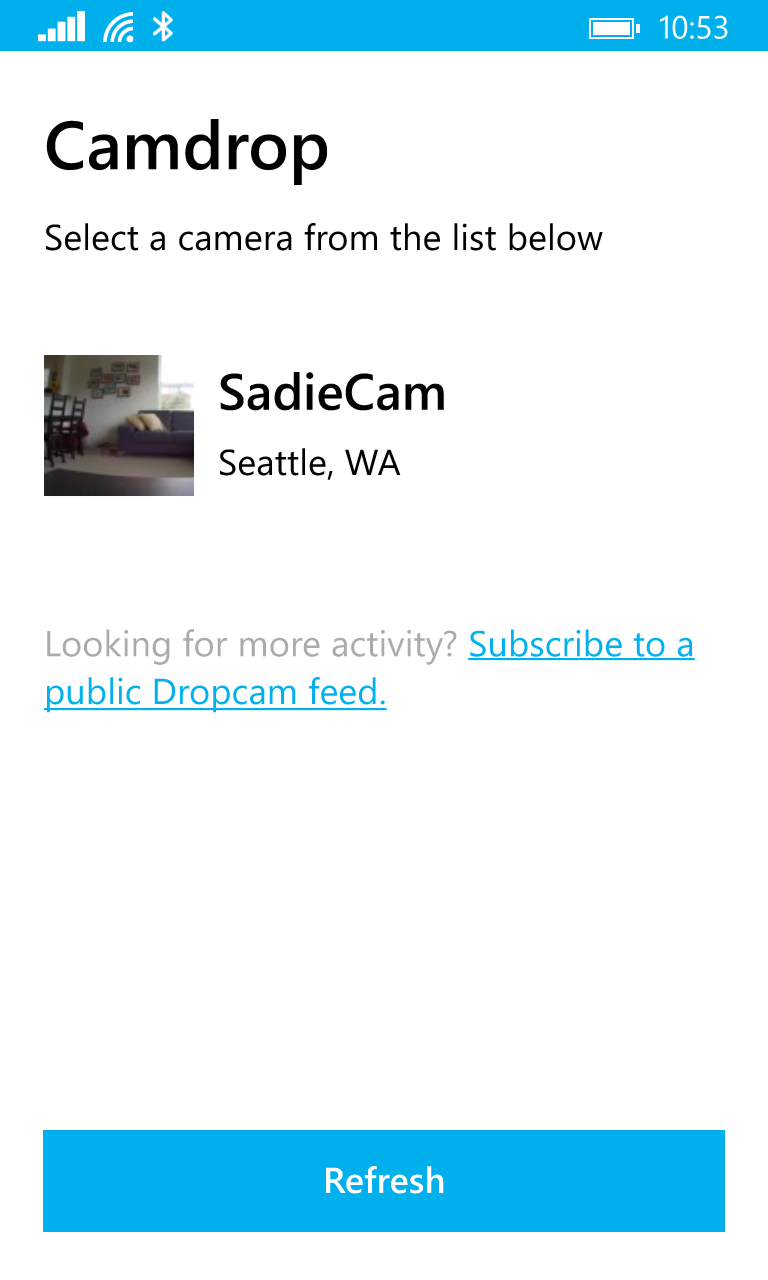 10:53
Camdrop
Select a camera from the list below
SadieCam
Seattle, WA
Looking for more activity? Subscribe to a
public Dropcam feed.
Refresh